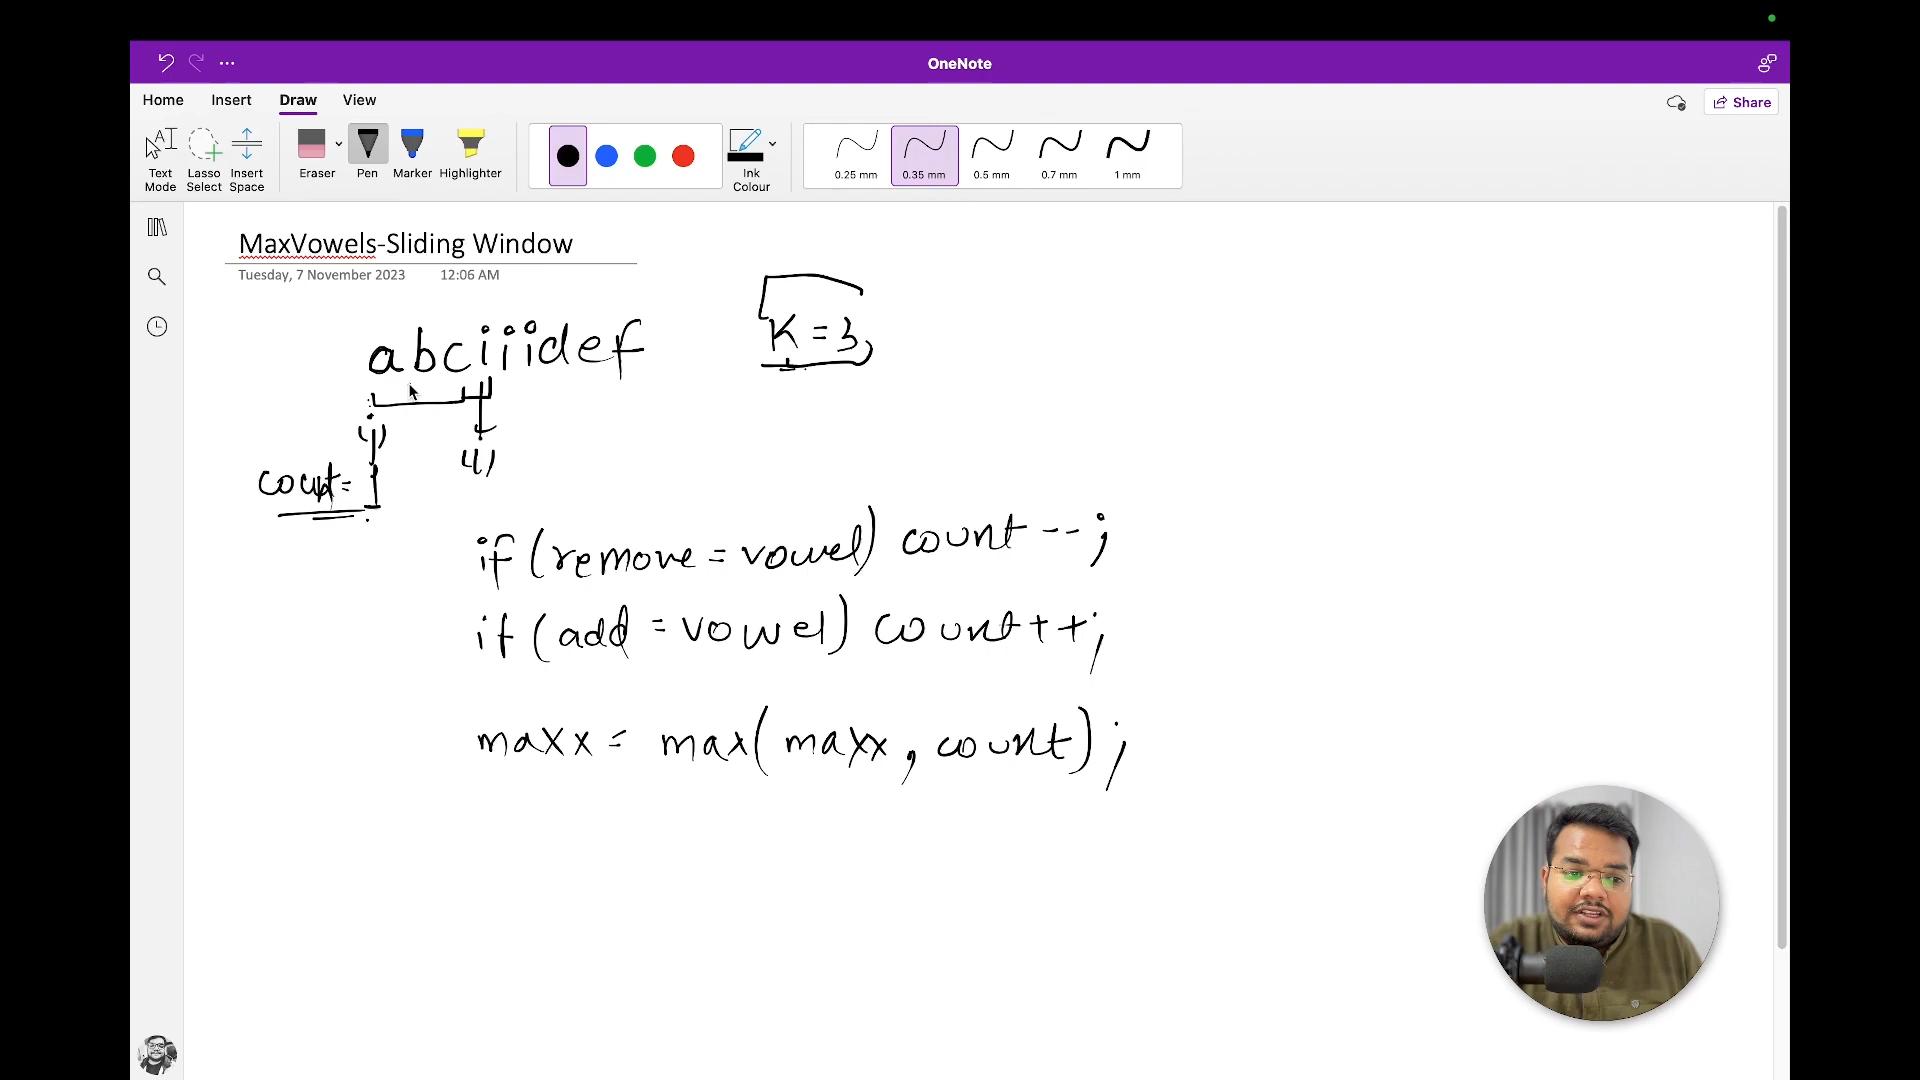 OneNote
Home Insert Draw View
Share
Text Mode
Lasso Select
Insert Space
Eraser
Pen
Marker
Highlighter
Ink Colour
0.25 mm
0.35 mm
0.5 mm
0.7 mm
1 mm
MaxVowels-Sliding Window
Tuesday, 7 November 2023 12:06 AM
abciiidef
K = 3
count = 1
if (remove = vowel) count --;
if (add = vowel) count ++;
maxx = max(maxx, count);